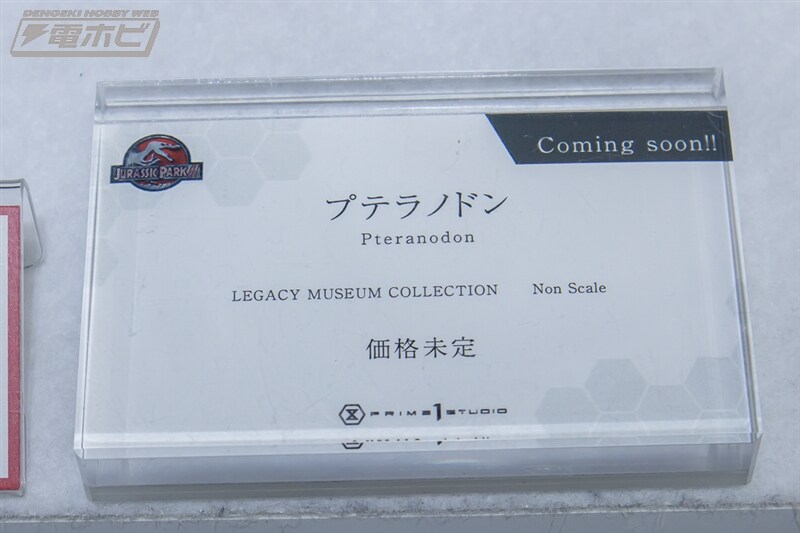 DENGEKI HOBBY WEB
電ホビ
Coming soon!!
JURASSIC PARK III
プテラノドン
Pteranodon
LEGACY MUSEUM COLLECTION Non Scale
価格未定
PRIME 1 STUDIO